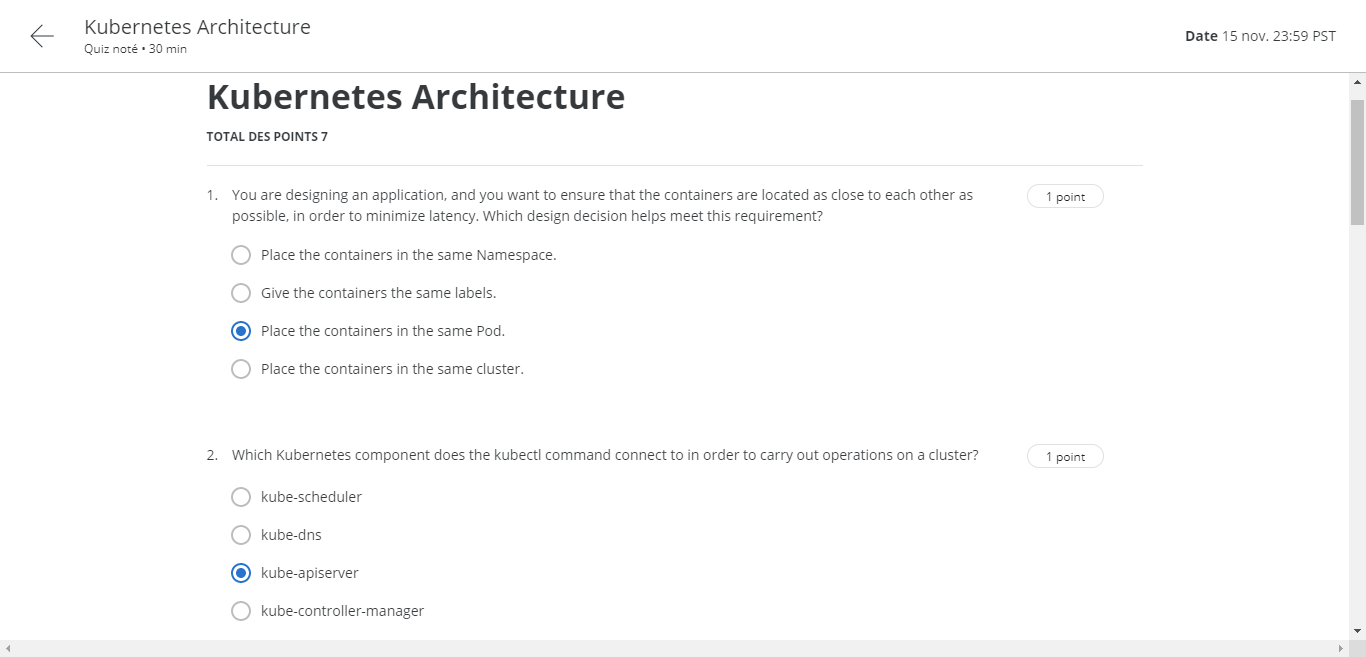 Kubernetes Architecture
Quiz noté • 30 min
Date 15 nov. 23:59 PST
Kubernetes Architecture
TOTAL DES POINTS 7
1. You are designing an application, and you want to ensure that the containers are located as close to each other as
possible, in order to minimize latency. Which design decision helps meet this requirement?
1 point
Place the containers in the same Namespace.
Give the containers the same labels.
Place the containers in the same Pod.
Place the containers in the same cluster.
2. Which Kubernetes component does the kubectl command connect to in order to carry out operations on a cluster?
1 point
kube-scheduler
kube-dns
kube-apiserver
kube-controller-manager